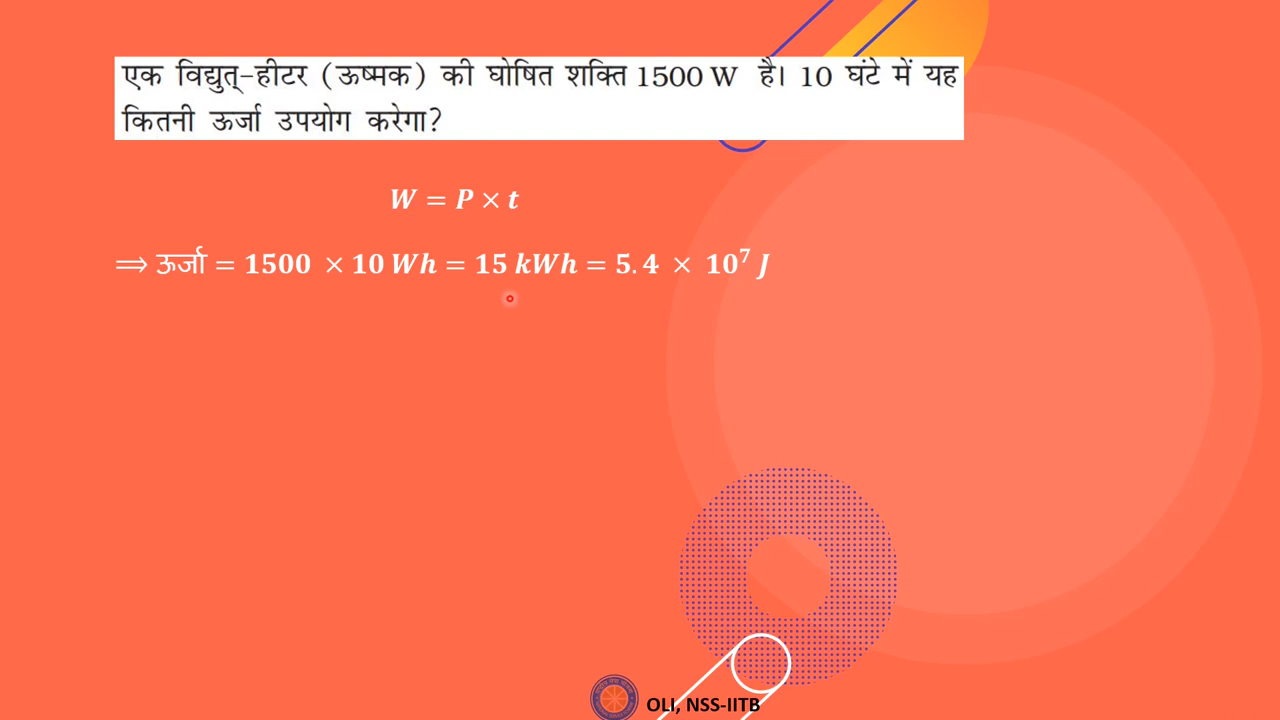 एक विद्युत्-हीटर (ऊष्मक) की घोषित शक्ति 1500 W है। 10 घंटे में यह
कितनी ऊर्जा उपयोग करेगा?
W = P × t
⟹ ऊर्जा = 1500 × 10 Wh = 15 kWh = 5.4 × 10⁷ J
OLI, NSS-IITB